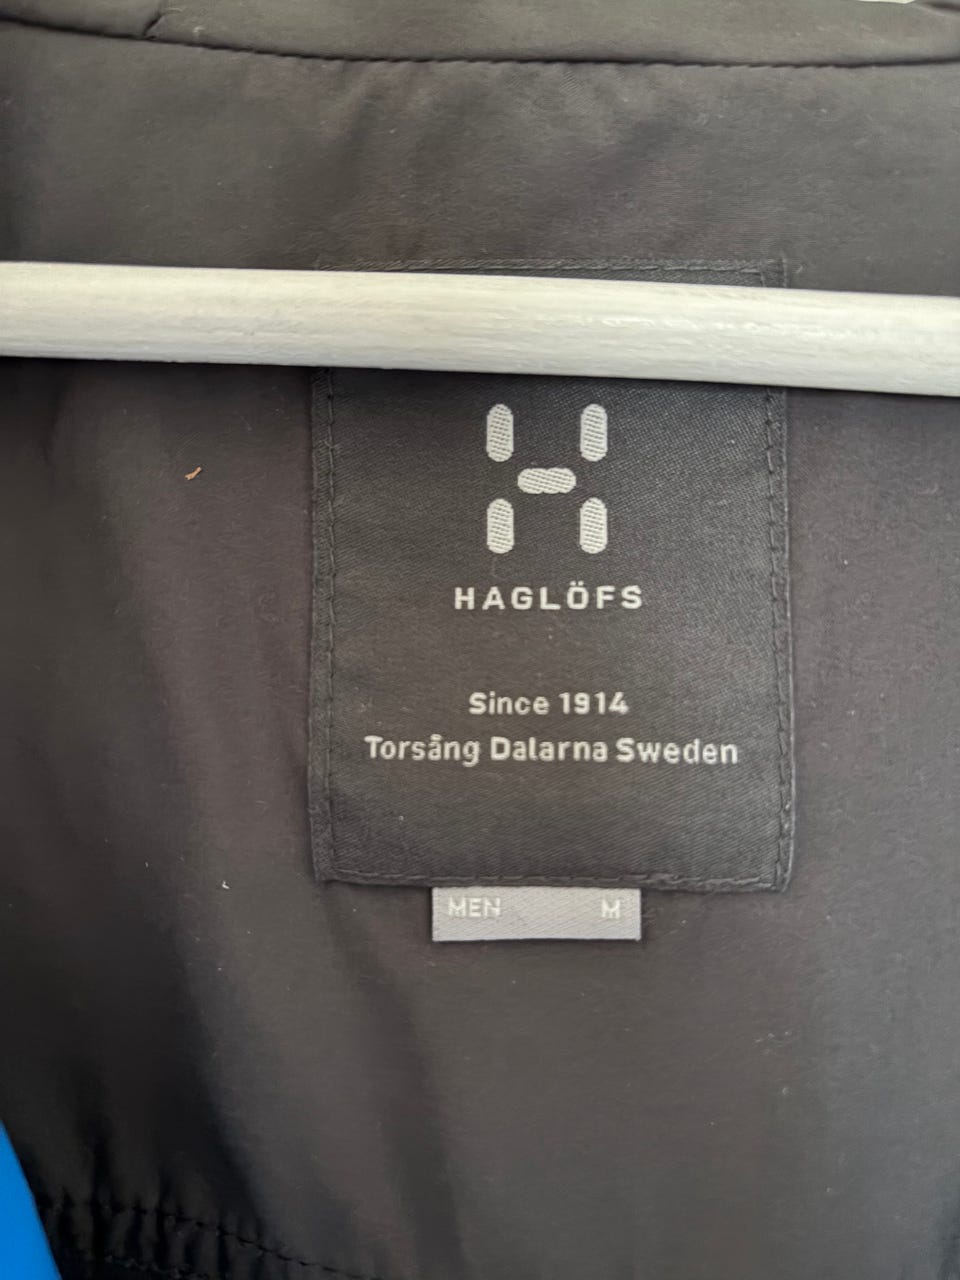 HAGLÖFS
Since 1914
Torsång Dalarna Sweden
MEN M